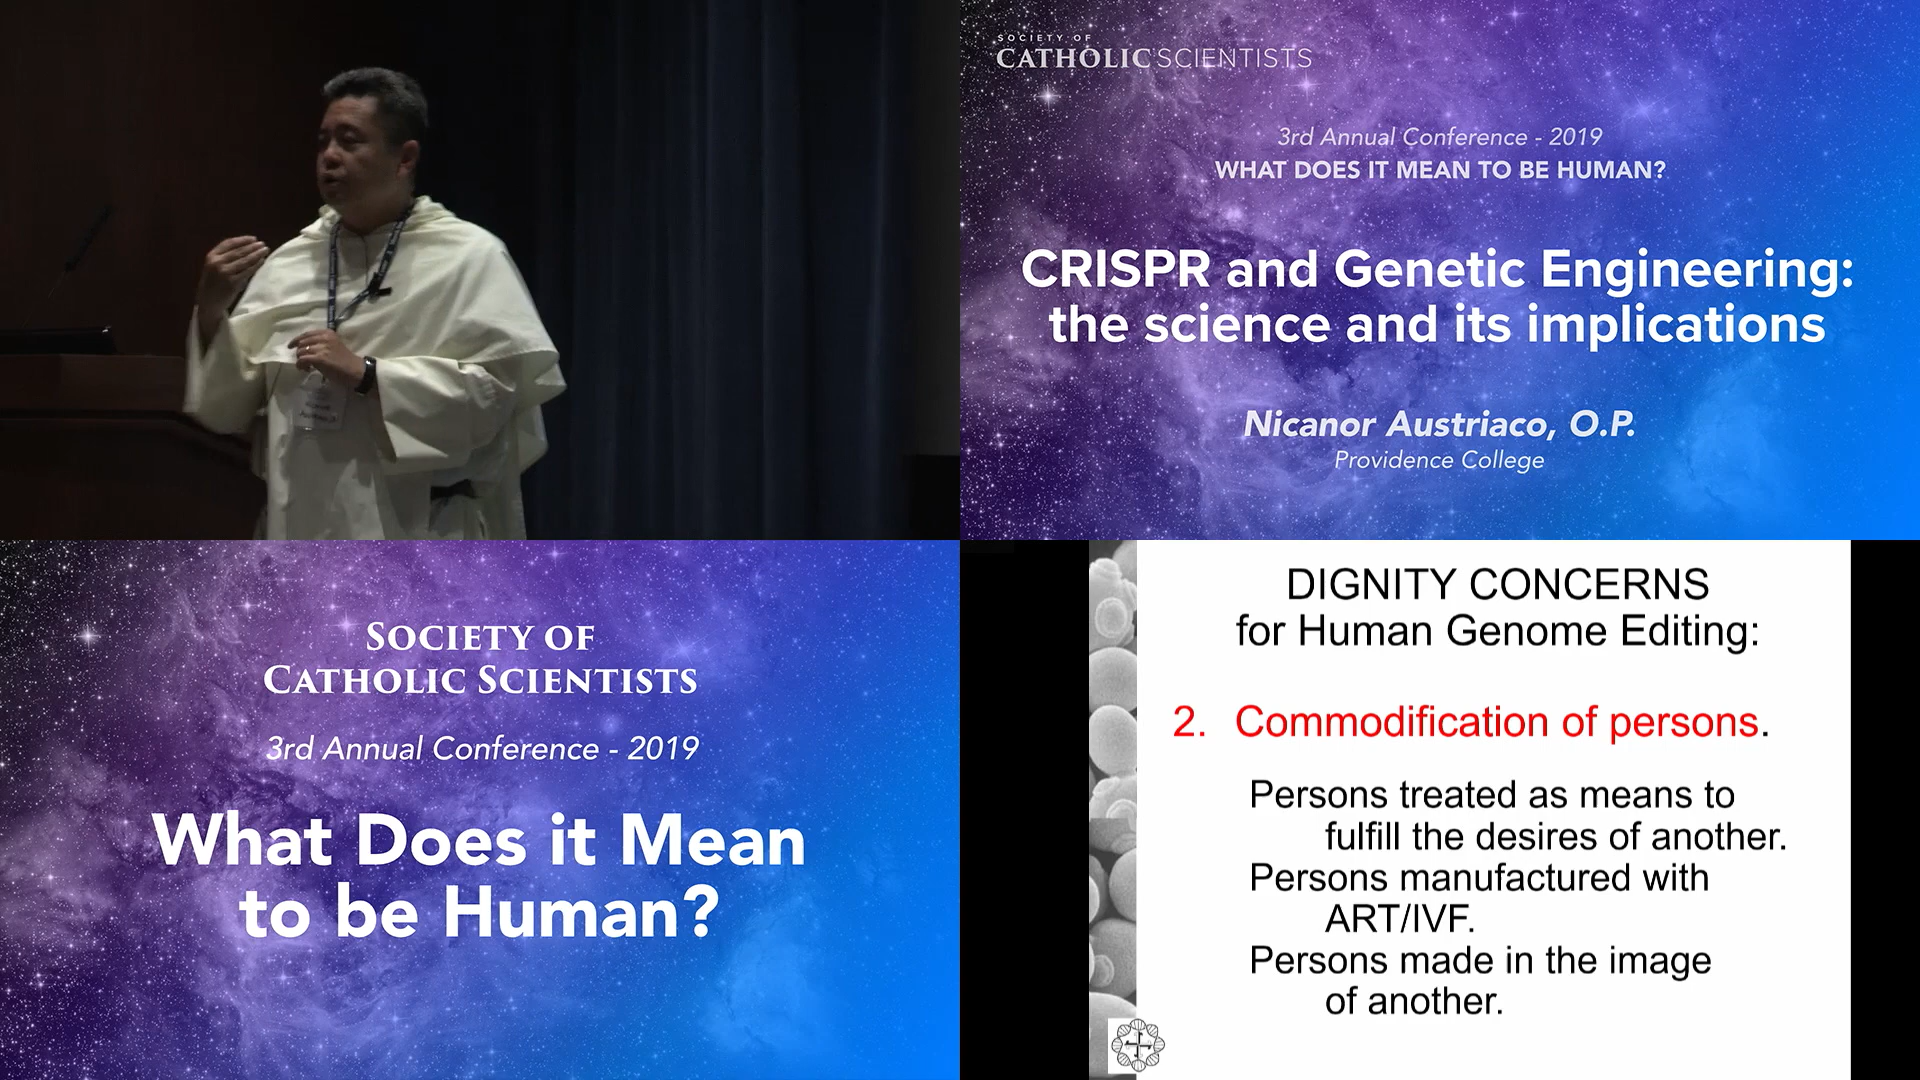 SOCIETY OF
CATHOLIC SCIENTISTS
3rd Annual Conference - 2019
WHAT DOES IT MEAN TO BE HUMAN?
CRISPR and Genetic Engineering:
the science and its implications
Nicanor Austriaco, O.P.
Providence College
SOCIETY OF
CATHOLIC SCIENTISTS
3rd Annual Conference - 2019
What Does it Mean
to be Human?
DIGNITY CONCERNS
for Human Genome Editing:
2. Commodification of persons.
Persons treated as means to
fulfill the desires of another.
Persons manufactured with
ART/IVF.
Persons made in the image
of another.